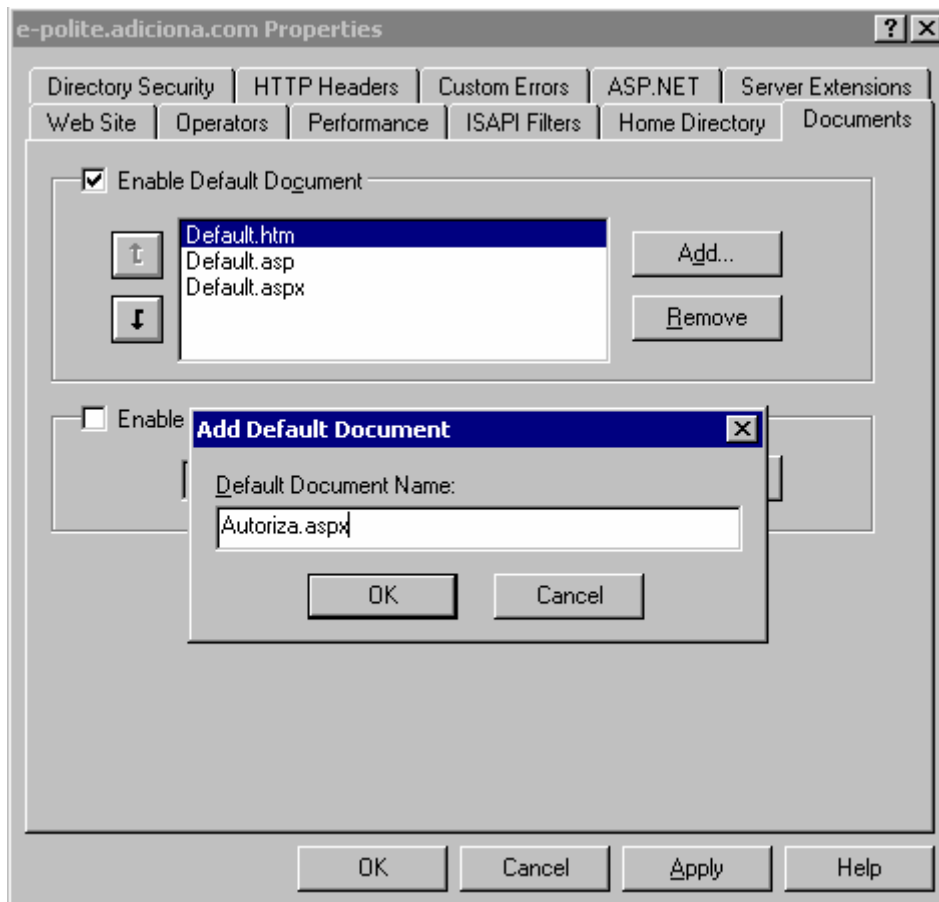 e-polite.adiciona.com Properties
Directory Security HTTP Headers Custom Errors ASP.NET Server Extensions
Web Site Operators Performance ISAPI Filters Home Directory Documents
Enable Default Document
Default.htm
Default.asp
Default.aspx
Add...
Remove
Enable
Add Default Document
Default Document Name:
Autoriza.aspx
OK Cancel
OK Cancel Apply Help